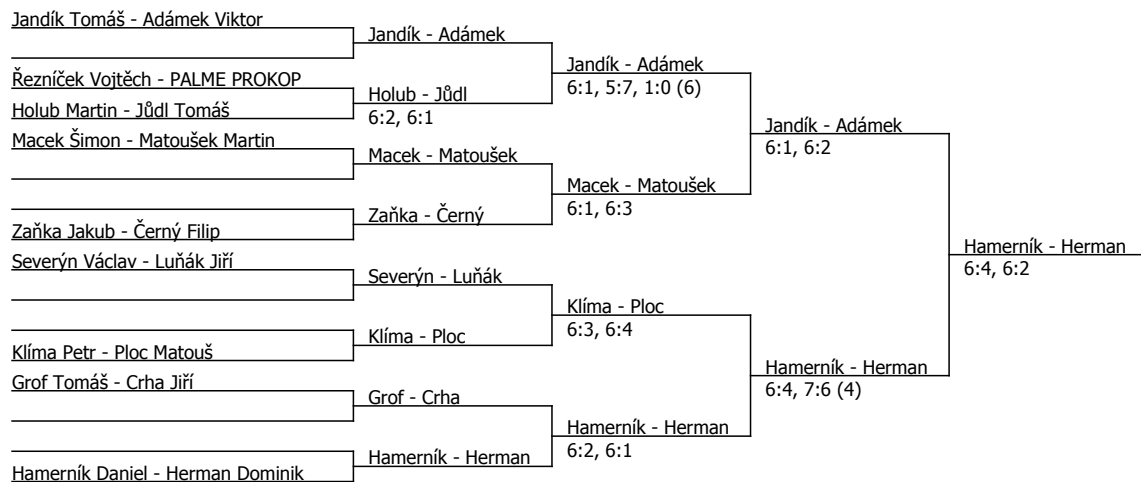 Jandík Tomáš - Adámek Viktor
Řezníček Vojtěch - PALME PROKOP
Holub Martin - Jůdl Tomáš
Macek Šimon - Matoušek Martin
Zaňka Jakub - Černý Filip
Severýn Václav - Luňák Jiří
Klíma Petr - Ploc Matouš
Grof Tomáš - Crha Jiří
Hamerník Daniel - Herman Dominik
Jandík - Adámek
Holub - Jůdl
6:2, 6:1
Macek - Matoušek
Zaňka - Černý
Severýn - Luňák
Klíma - Ploc
Grof - Crha
Hamerník - Herman
Jandík - Adámek
6:1, 5:7, 1:0 (6)
Macek - Matoušek
6:1, 6:3
Klíma - Ploc
6:3, 6:4
Hamerník - Herman
6:2, 6:1
Jandík - Adámek
6:1, 6:2
Hamerník - Herman
6:4, 7:6 (4)
Hamerník - Herman
6:4, 6:2